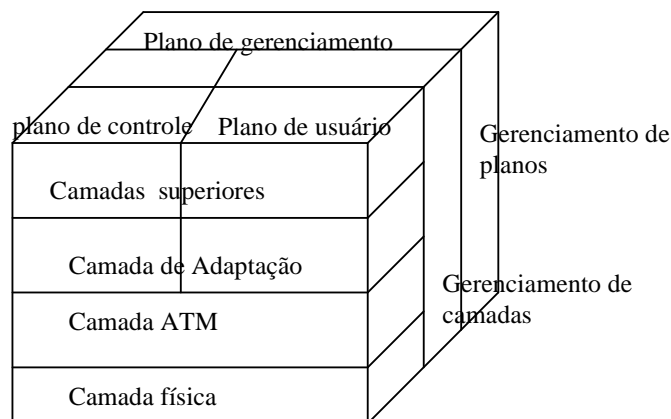 Plano de gerenciamento
plano de controle
Plano de usuário
Gerenciamento de
planos
Camadas superiores
Camada de Adaptação
Gerenciamento de
camadas
Camada ATM
Camada física